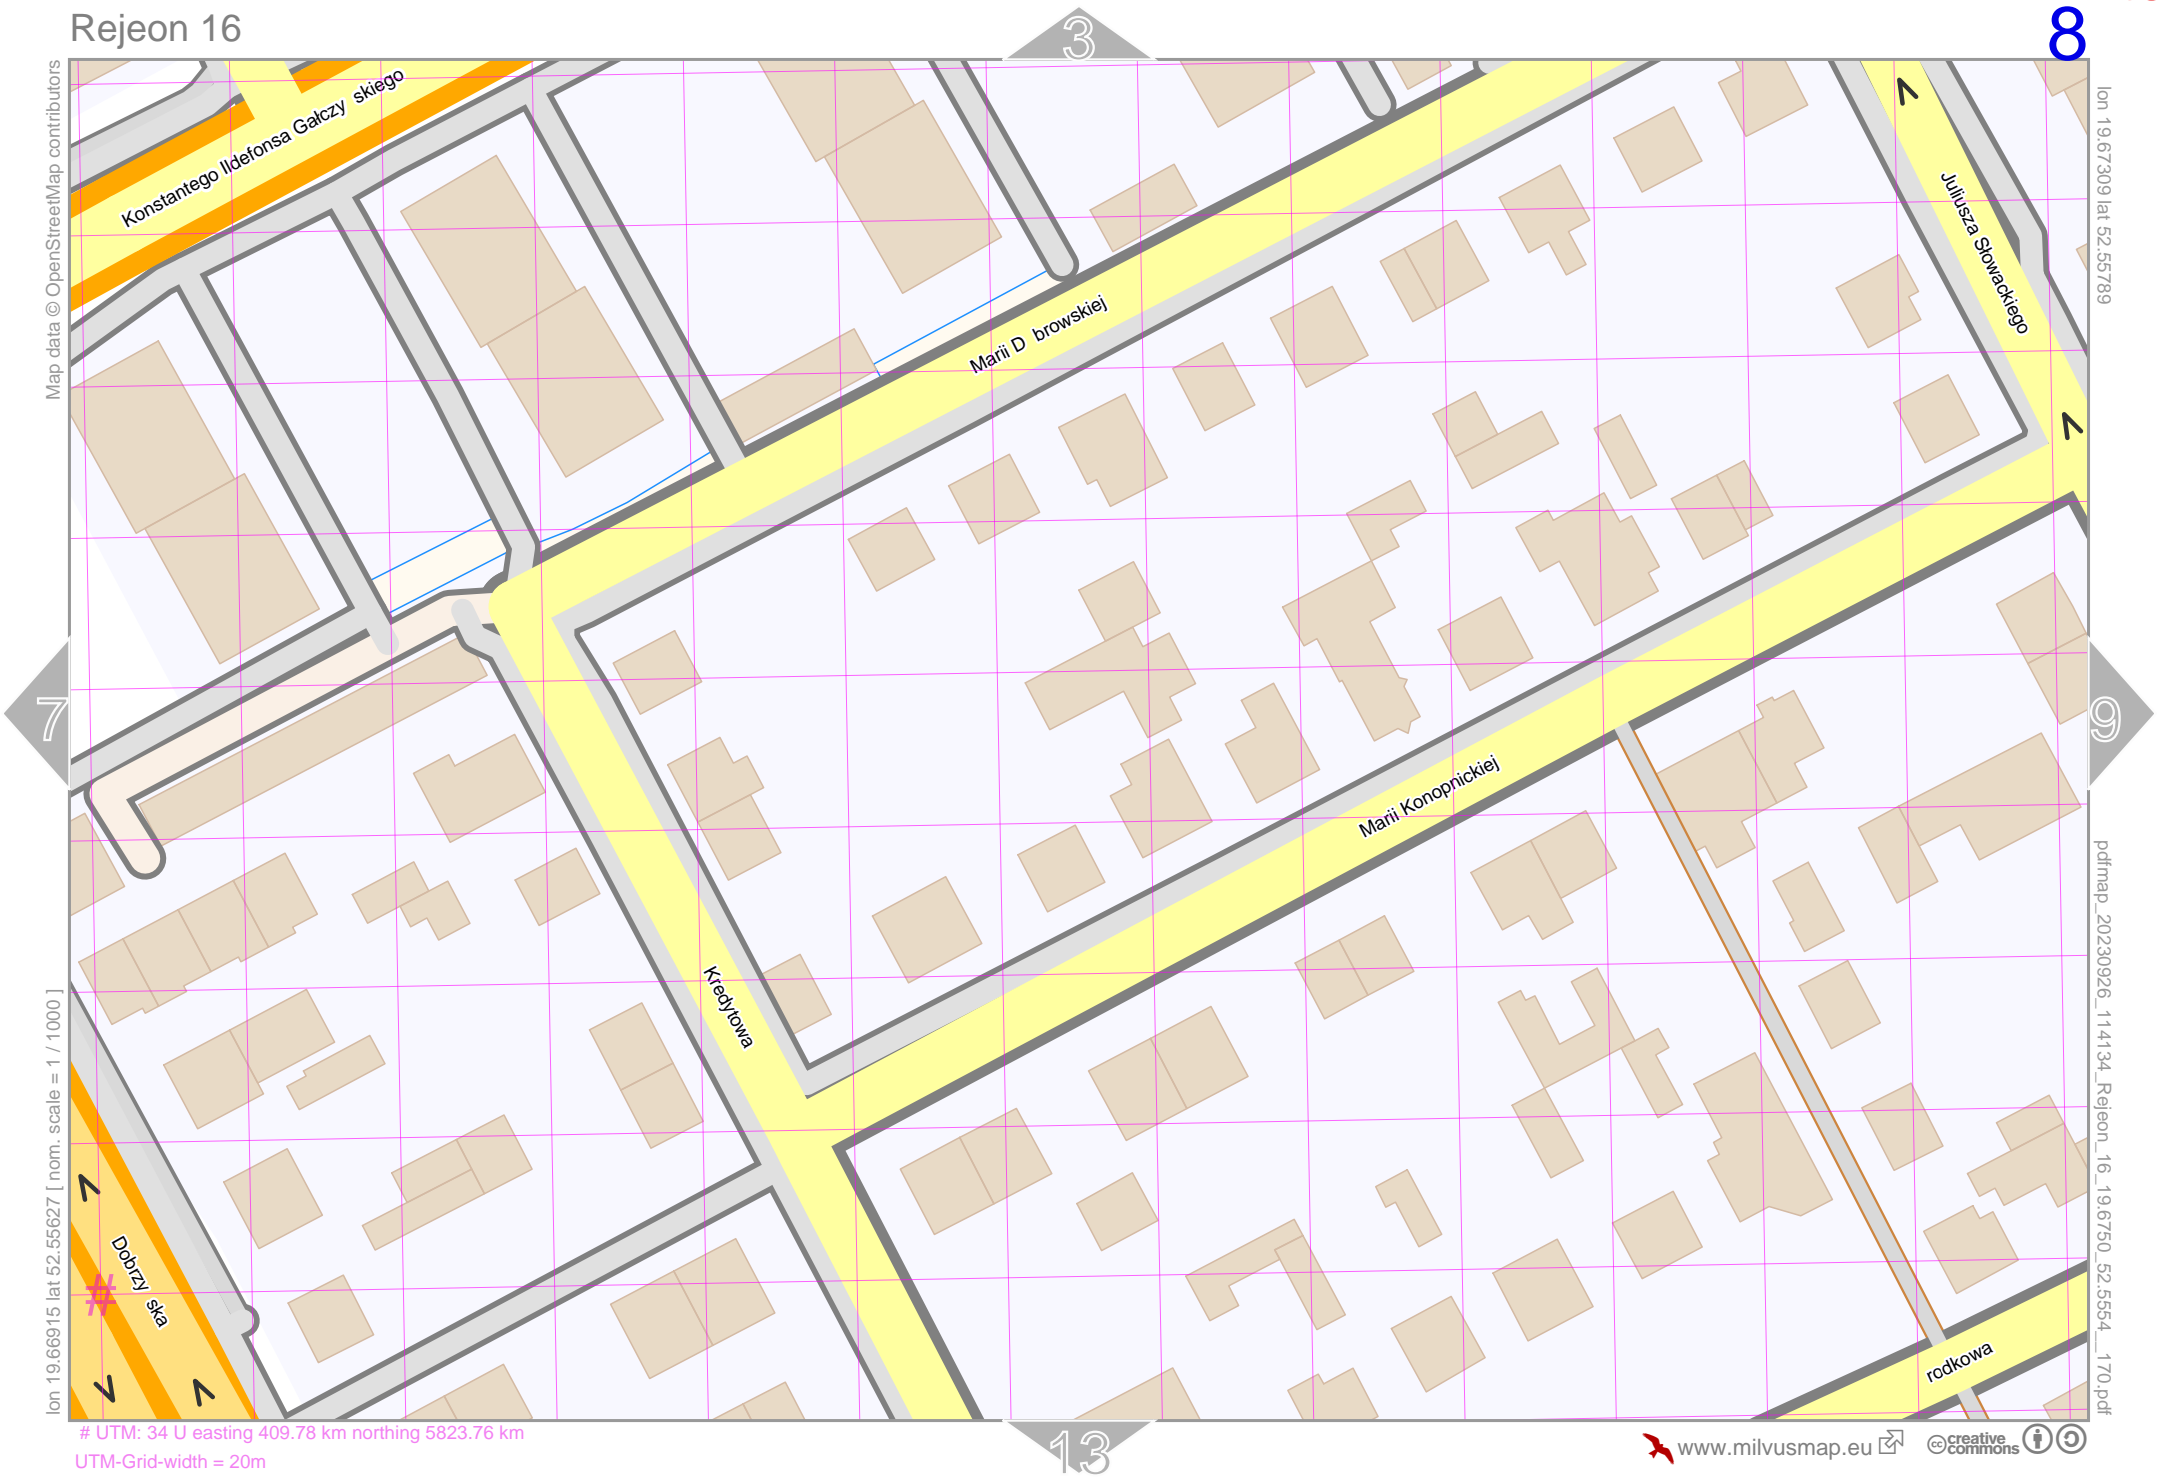 Rejeon 16
3
8
Map data © OpenStreetMap contributors
lon 19.67309 lat 52.55789
Konstantego Ildefonsa Gałczy skiego
Juliusza Słowackiego
Marii D browskiej
7
9
Marii Konopnickiej
Kredytowa
Dobrzy ska
#
rodkowa
lon 19.66915 lat 52.55627 [ nom. scale = 1 / 1000 ]
pdfmap_20230926_114134_Rejeon_16_19.6750_52.5554__170.pdf
# UTM: 34 U easting 409.78 km northing 5823.76 km
UTM-Grid-width = 20m
13
www.milvusmap.eu
cc creative commons